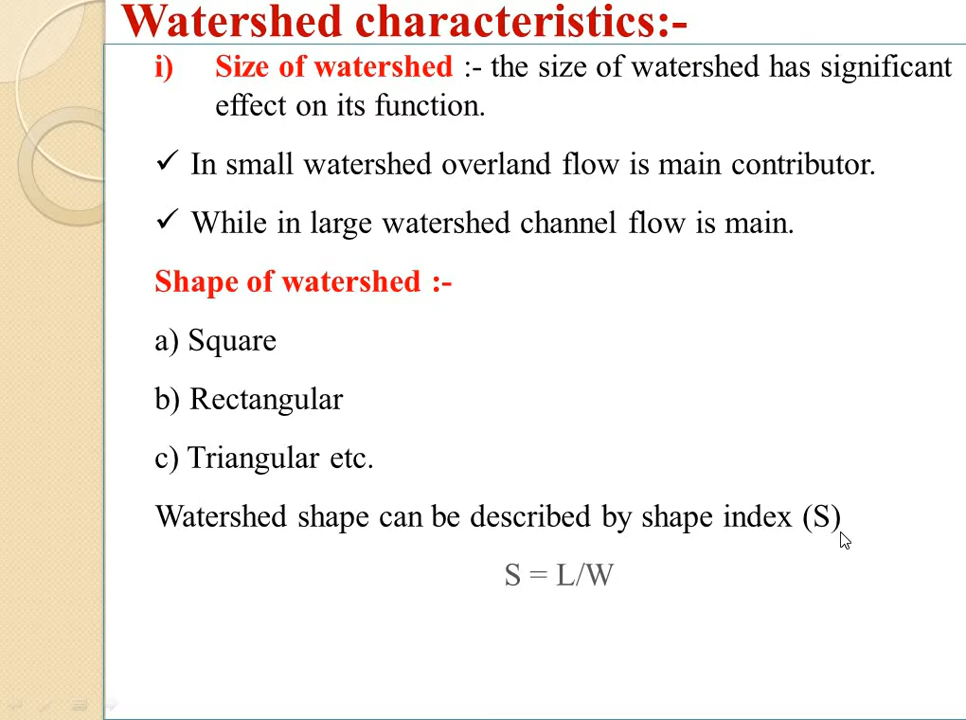 Watershed characteristics:-
i) Size of watershed :- the size of watershed has significant
effect on its function.
✓ In small watershed overland flow is main contributor.
✓ While in large watershed channel flow is main.
Shape of watershed :-
a) Square
b) Rectangular
c) Triangular etc.
Watershed shape can be described by shape index (S)
S = L/W